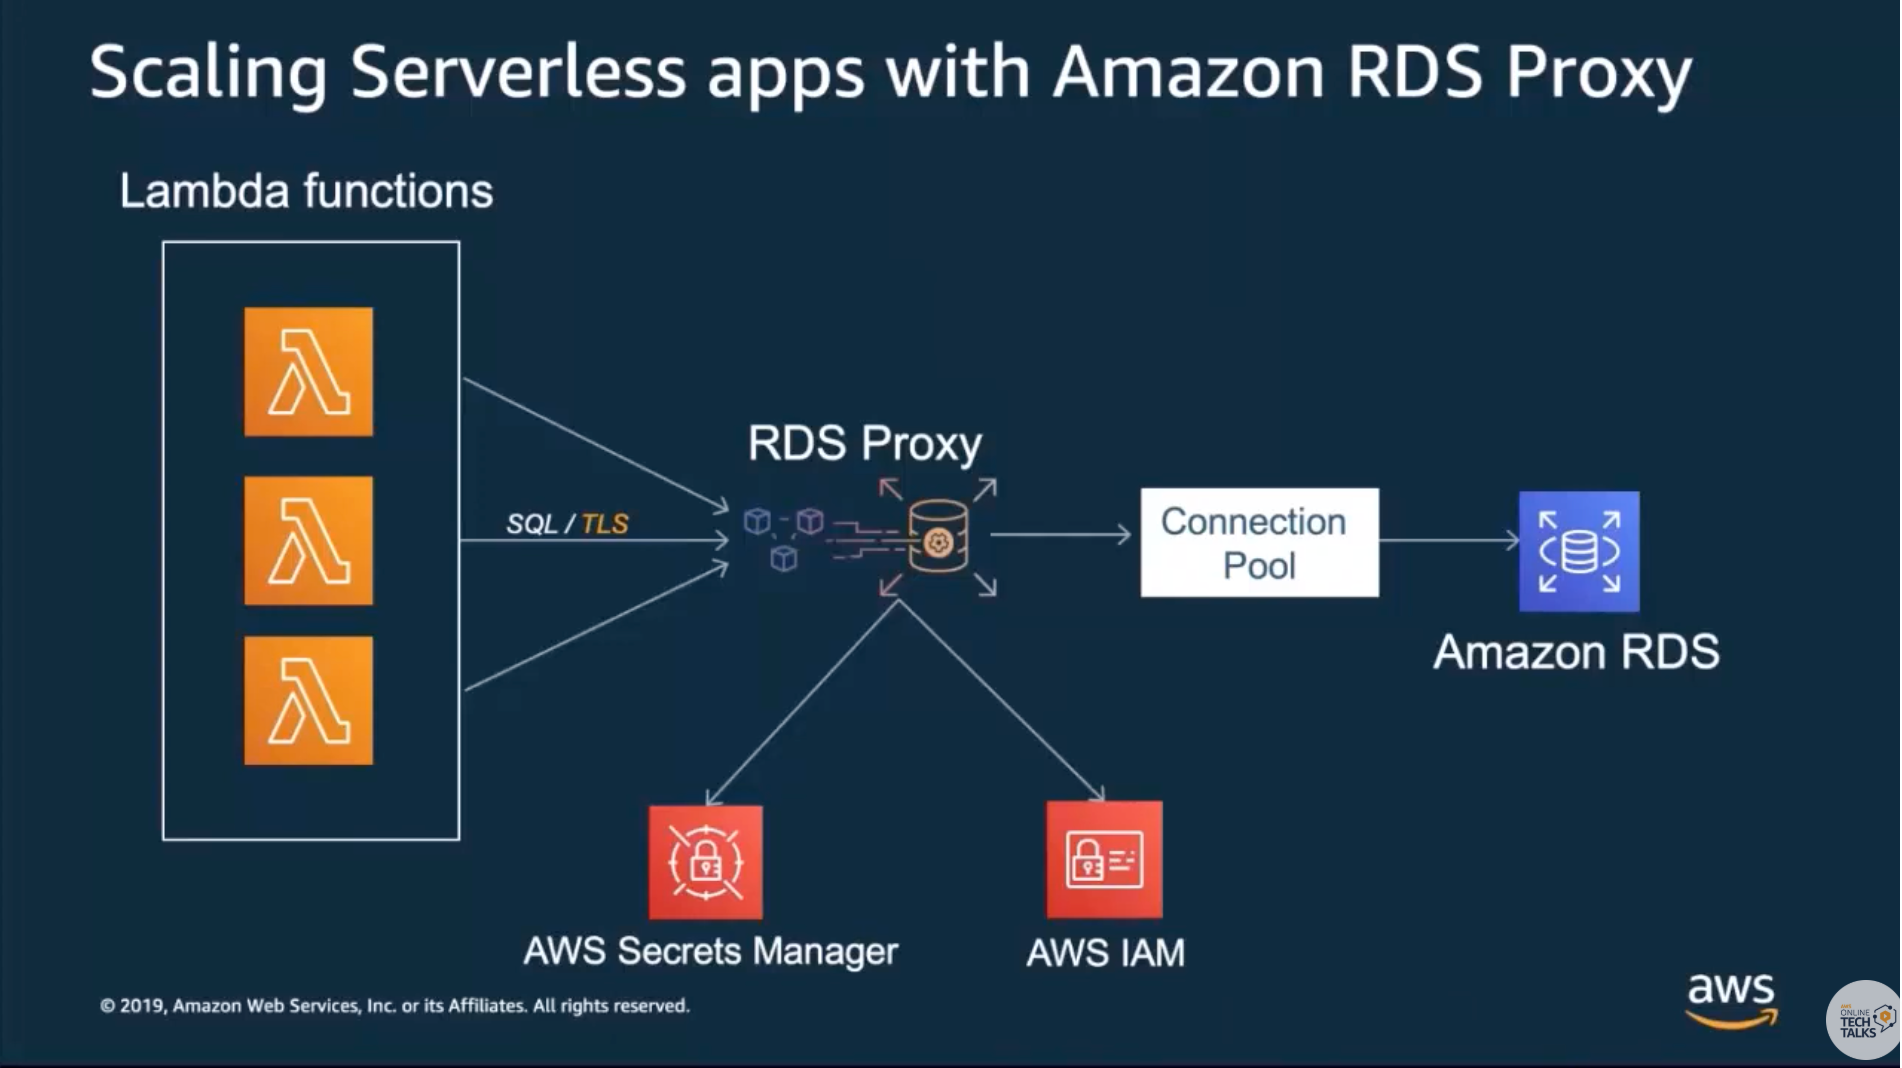 Scaling Serverless apps with Amazon RDS Proxy
Lambda functions
SQL / TLS
RDS Proxy
Connection
Pool
Amazon RDS
AWS Secrets Manager
AWS IAM
© 2019, Amazon Web Services, Inc. or its Affiliates. All rights reserved.
aws
AWS
ONLINE
TECH
TALKS